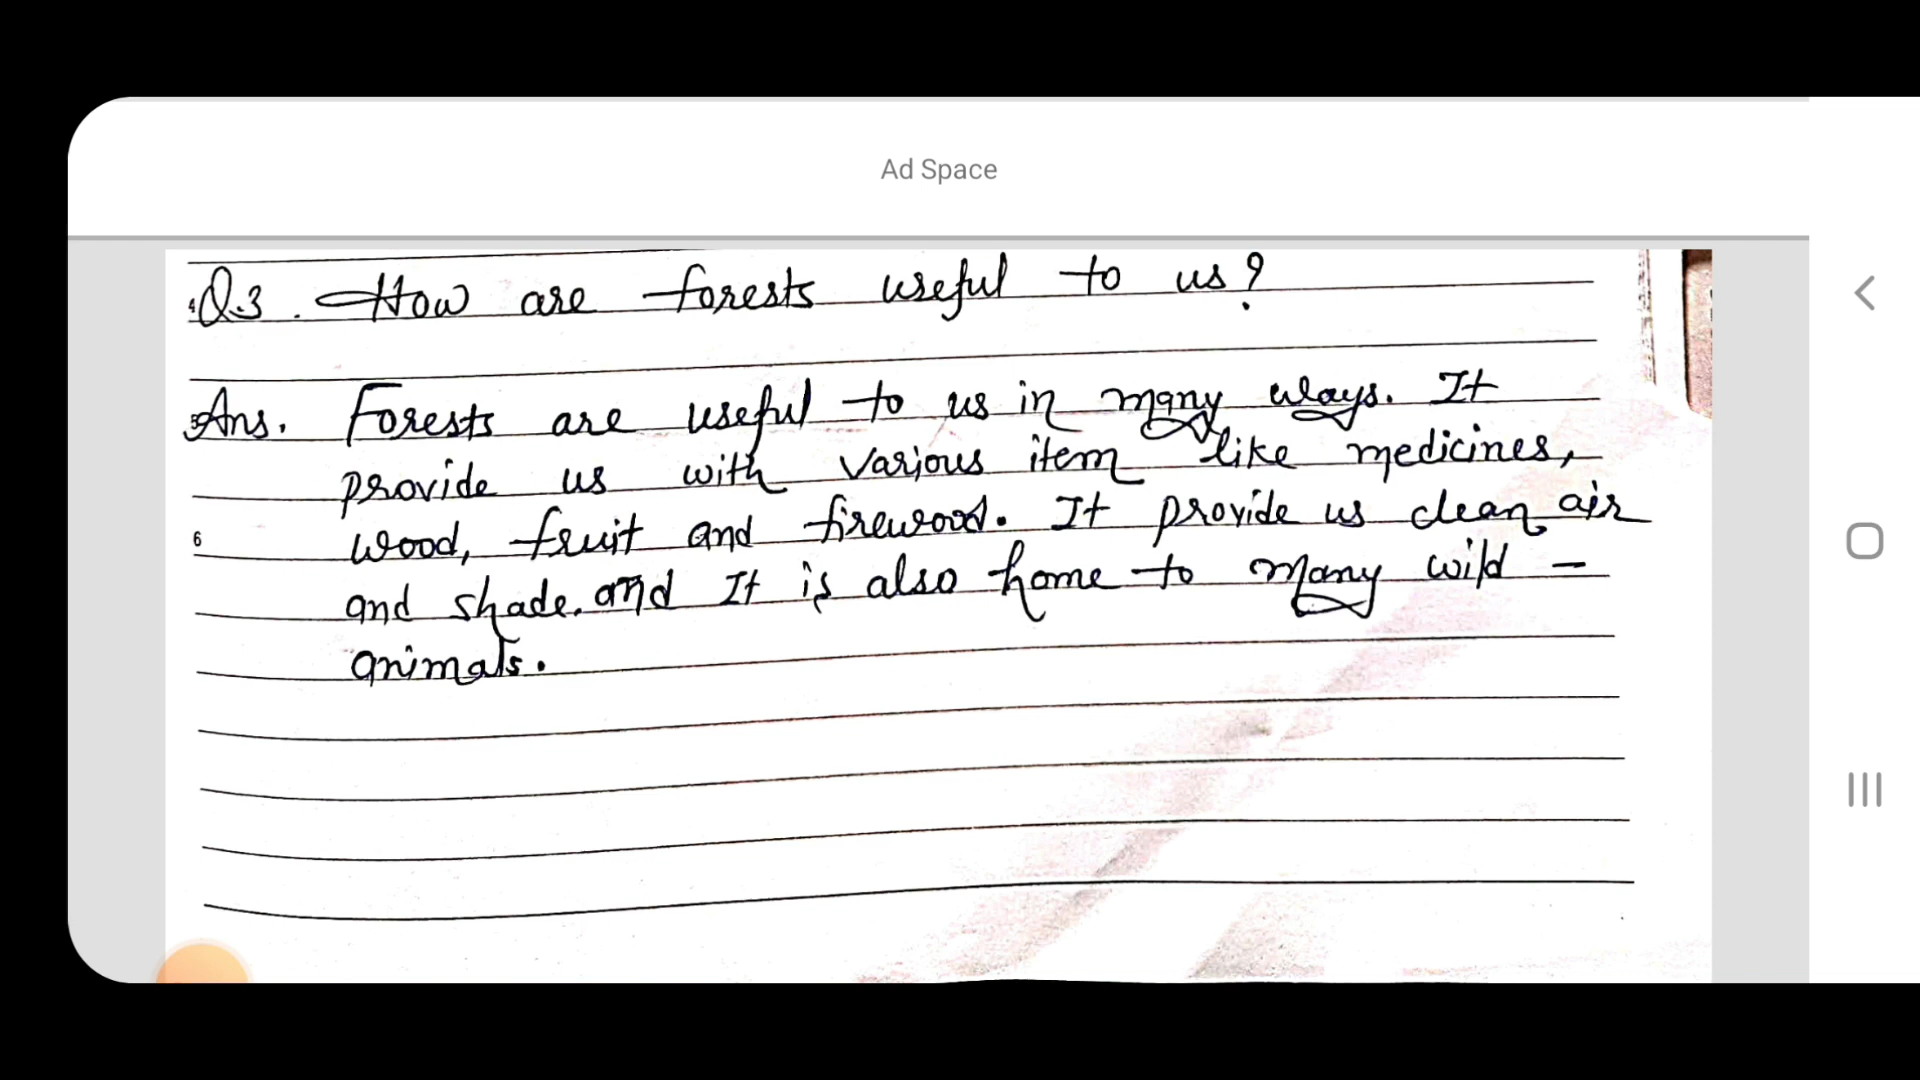 Ad Space
Q.3. How are forests useful to us?
Ans. Forests are useful to us in many ways. It
provide us with various item like medicines,
6
wood, fruit and firewood. It provide us clean air
and shade. and It is also home to many wild -
animals.